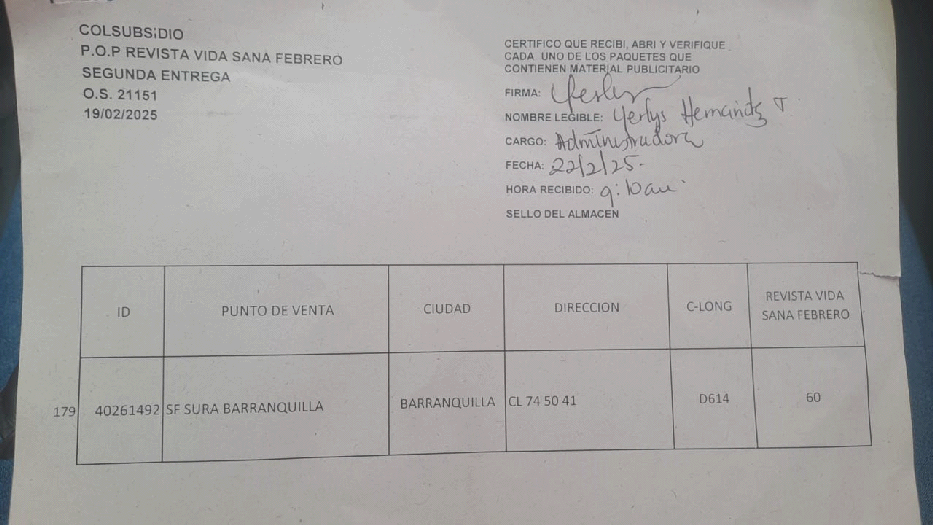 COLSUBSIDIO
P.O.P REVISTA VIDA SANA FEBRERO
SEGUNDA ENTREGA
O.S. 21151
19/02/2025
CERTIFICO QUE RECIBI, ABRI Y VERIFIQUE
CADA UNO DE LOS PAQUETES QUE
CONTIENEN MATERIAL PUBLICITARIO
FIRMA:
NOMBRE LEGIBLE: Yerlys Hernández T
CARGO: Administradora
FECHA: 22/2/25.
HORA RECIBIDO: 9:10am
SELLO DEL ALMACEN
ID PUNTO DE VENTA CIUDAD DIRECCION C-LONG REVISTA VIDA
SANA FEBRERO
179 40261492 SF SURA BARRANQUILLA BARRANQUILLA CL 74 50 41 D614 60